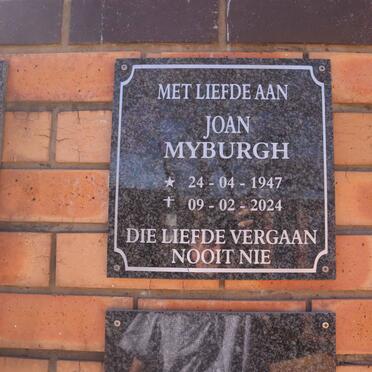 MET LIEFDE AAN
JOAN
MYBURGH
★ 24 - 04 - 1947
✝ 09 - 02 - 2024
DIE LIEFDE VERGAAN
NOOIT NIE